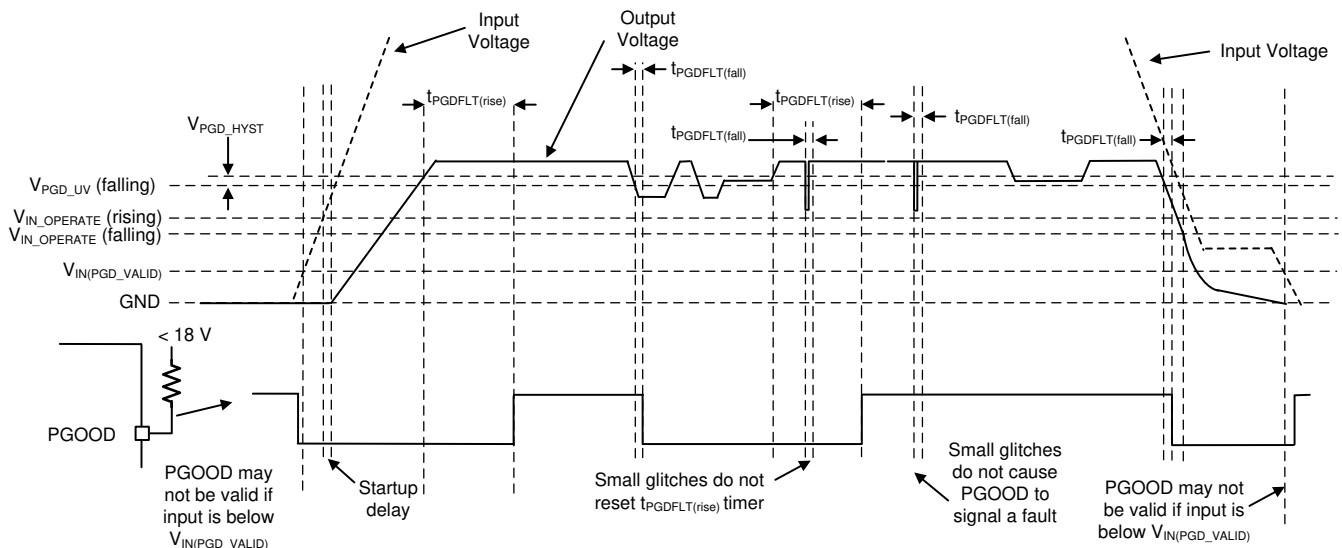 Input
Voltage
Output
Voltage
Input Voltage
tPGDFLT(fall)
tPGDFLT(rise)
tPGDFLT(rise)
tPGDFLT(fall)
tPGDFLT(fall)
tPGDFLT(fall)
VPGD_HYST
VPGD_UV (falling)
VIN_OPERATE (rising)
VIN_OPERATE (falling)
VIN(PGD_VALID)
GND
< 18 V
PGOOD
PGOOD may
not be valid if
input is below
VIN(PGD_VALID)
Startup
delay
Small glitches do not
reset tPGDFLT(rise) timer
Small glitches
do not cause
PGOOD to
signal a fault
PGOOD may not
be valid if input is
below VIN(PGD_VALID)